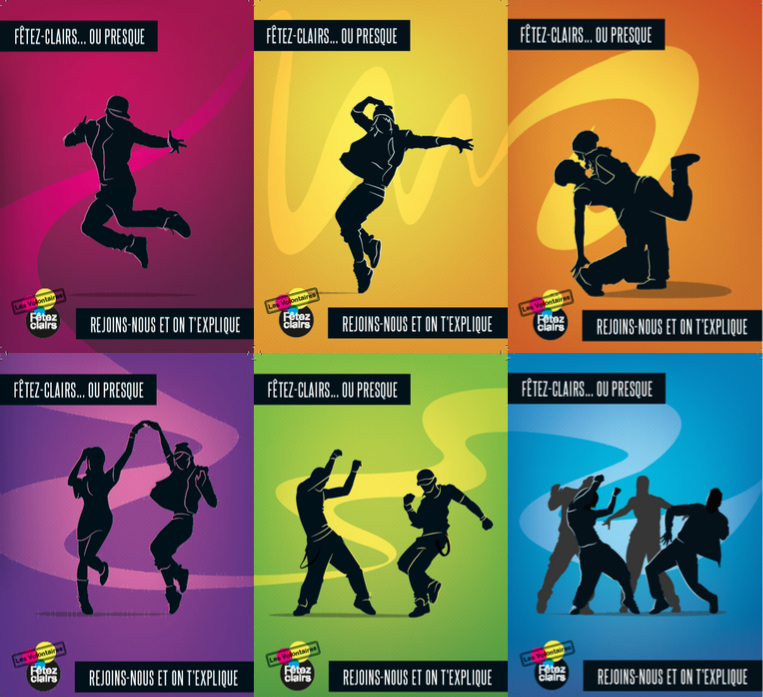 FÊTEZ-CLAIRS... OU PRESQUE
Les Volontaires
Fêtez
clairs
REJOINS-NOUS ET ON T'EXPLIQUE
FÊTEZ-CLAIRS... OU PRESQUE
Les Volontaires
Fêtez
clairs
REJOINS-NOUS ET ON T'EXPLIQUE
FÊTEZ-CLAIRS... OU PRESQUE
Les Volontaires
Fêtez
clairs
REJOINS-NOUS ET ON T'EXPLIQUE
FÊTEZ-CLAIRS... OU PRESQUE
Les Volontaires
Fêtez
clairs
REJOINS-NOUS ET ON T'EXPLIQUE
FÊTEZ-CLAIRS... OU PRESQUE
Les Volontaires
Fêtez
clairs
REJOINS-NOUS ET ON T'EXPLIQUE
FÊTEZ-CLAIRS... OU PRESQUE
Les Volontaires
Fêtez
clairs
REJOINS-NOUS ET ON T'EXPLIQUE